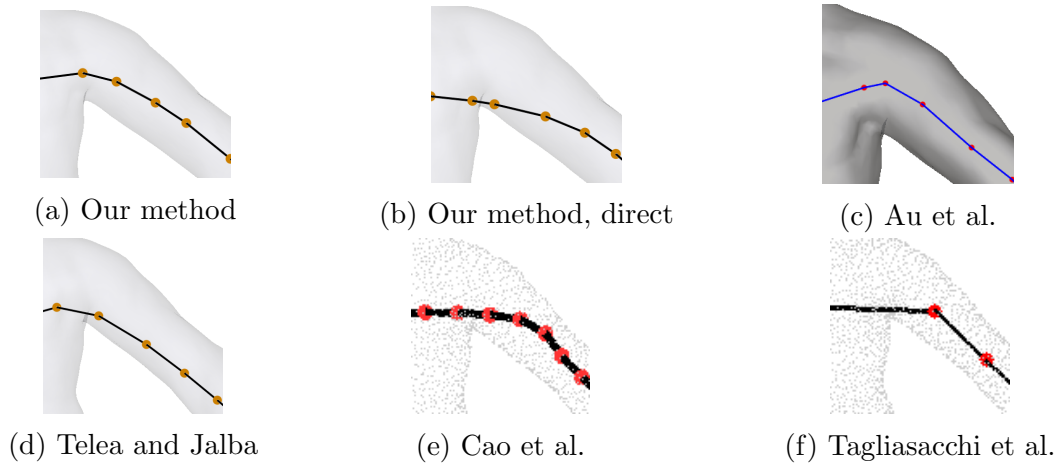 (a) Our method
(b) Our method, direct
(c) Au et al.
(d) Telea and Jalba
(e) Cao et al.
(f) Tagliasacchi et al.